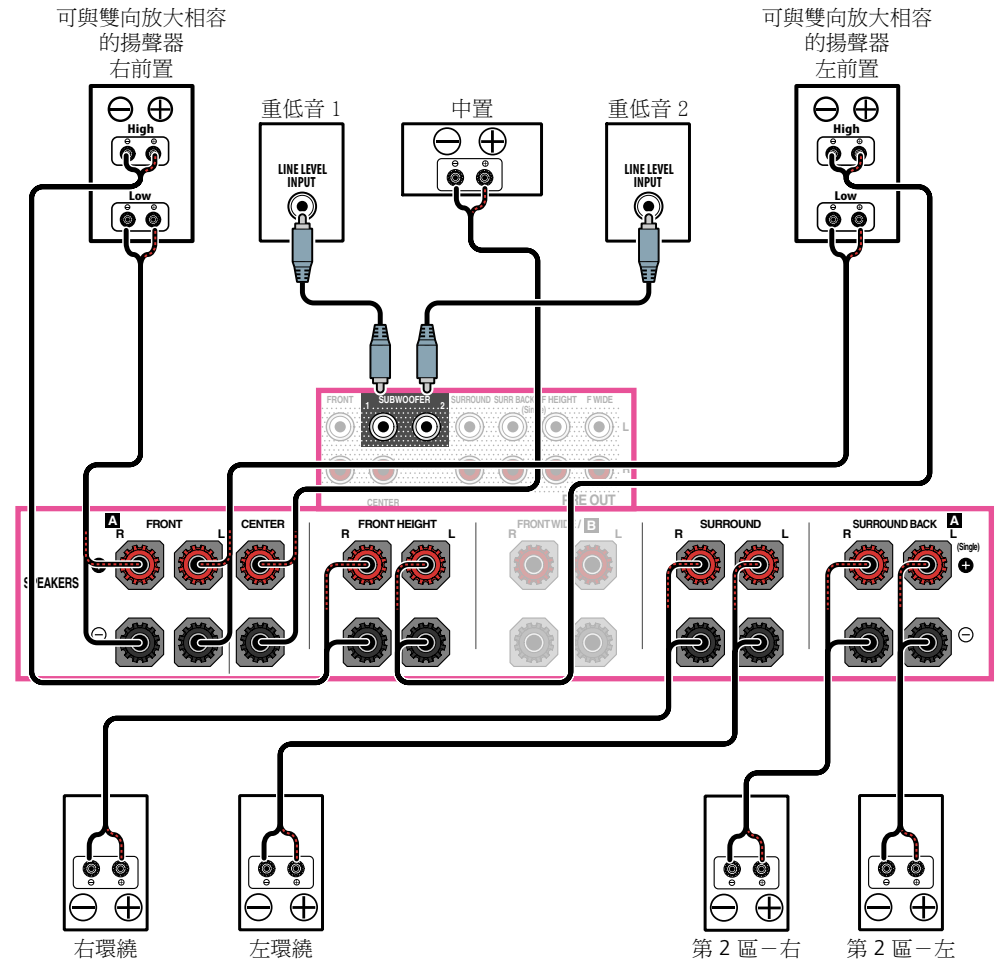 可與雙向放大相容
的揚聲器
右前置
可與雙向放大相容
的揚聲器
左前置
重低音 1
中置
重低音 2
High
Low
LINE LEVEL
INPUT
LINE LEVEL
INPUT
High
Low
FRONT
SUBWOOFER
1
2
SURROUND
SURR BACK
(Single)
F HEIGHT
F WIDE
L
R
CENTER
PRE OUT
SPEAKERS
A
FRONT
R
L
CENTER
FRONT HEIGHT
R
L
FRONT WIDE / B
R
L
SURROUND
R
L
SURROUND BACK
A
R
L
(Single)
右環繞
左環繞
第 2 區－右
第 2 區－左